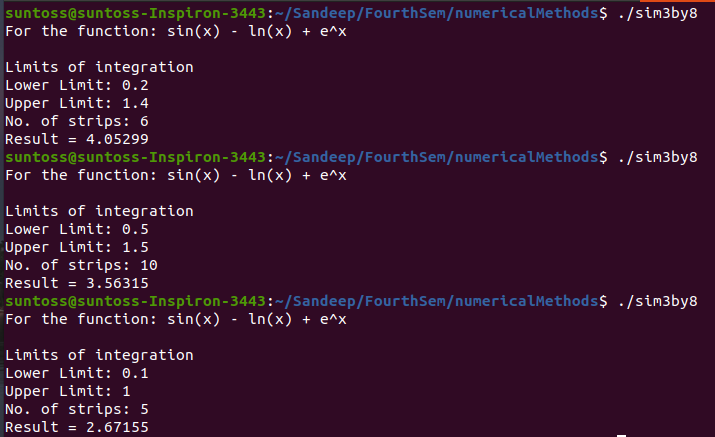 suntoss@suntoss-Inspiron-3443:~/Sandeep/FourthSem/numericalMethods$ ./sim3by8
For the function: sin(x) - ln(x) + e^x

Limits of integration
Lower Limit: 0.2
Upper Limit: 1.4
No. of strips: 6
Result = 4.05299
suntoss@suntoss-Inspiron-3443:~/Sandeep/FourthSem/numericalMethods$ ./sim3by8
For the function: sin(x) - ln(x) + e^x

Limits of integration
Lower Limit: 0.5
Upper Limit: 1.5
No. of strips: 10
Result = 3.56315
suntoss@suntoss-Inspiron-3443:~/Sandeep/FourthSem/numericalMethods$ ./sim3by8
For the function: sin(x) - ln(x) + e^x

Limits of integration
Lower Limit: 0.1
Upper Limit: 1
No. of strips: 5
Result = 2.67155